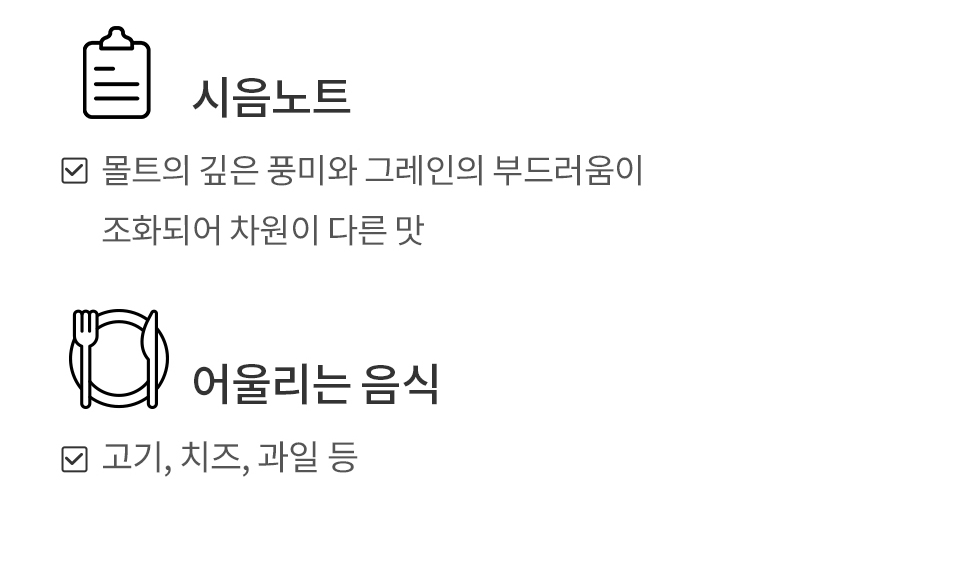 시음노트
몰트의 깊은 풍미와 그레인의 부드러움이
조화되어 차원이 다른 맛
어울리는 음식
고기, 치즈, 과일 등